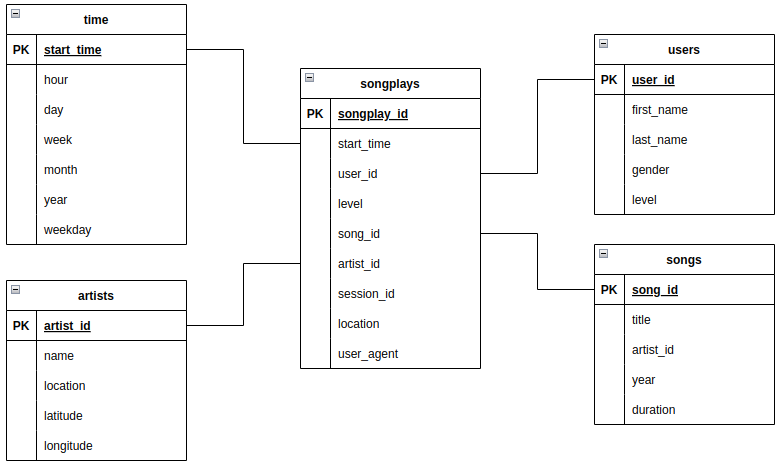 time
PK start_time
hour
day
week
month
year
weekday
artists
PK artist_id
name
location
latitude
longitude
songplays
PK songplay_id
start_time
user_id
level
song_id
artist_id
session_id
location
user_agent
users
PK user_id
first_name
last_name
gender
level
songs
PK song_id
title
artist_id
year
duration